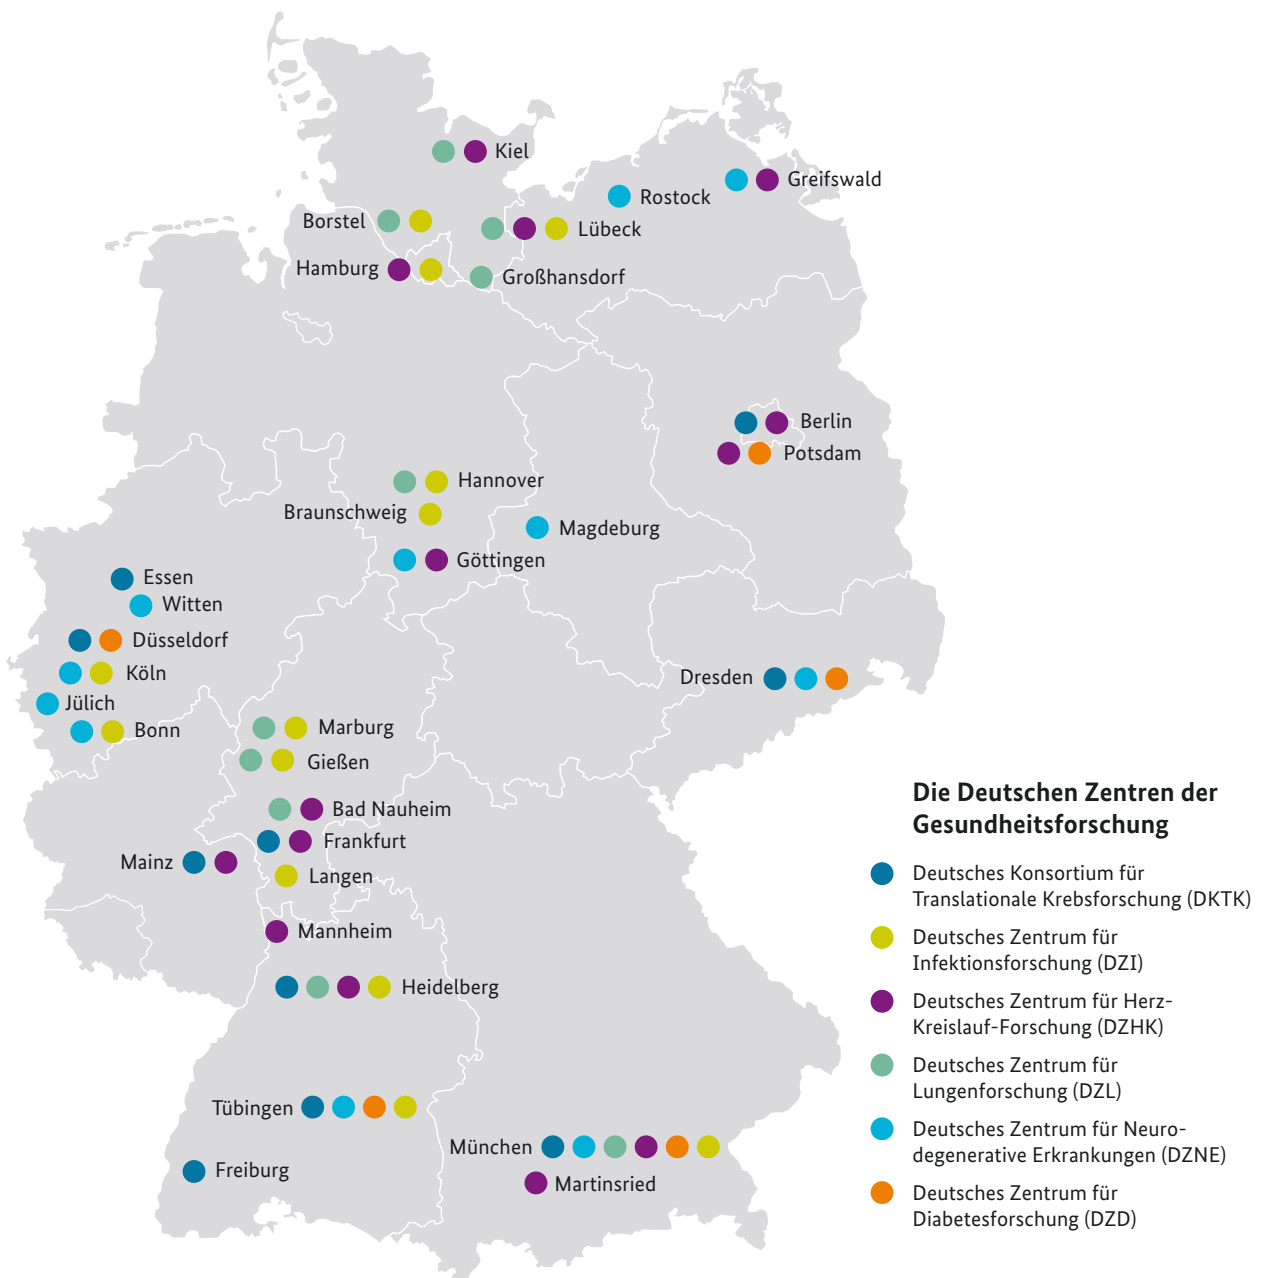 Kiel
Greifswald
Rostock
Borstel
Lübeck
Hamburg
Großhansdorf
Berlin
Potsdam
Hannover
Braunschweig
Magdeburg
Göttingen
Essen
Witten
Düsseldorf
Köln
Dresden
Jülich
Bonn
Marburg
Gießen
Bad Nauheim
Frankfurt
Mainz
Langen
Mannheim
Heidelberg
Tübingen
München
Freiburg
Martinsried
Die Deutschen Zentren der
Gesundheitsforschung
Deutsches Konsortium für
Translationale Krebsforschung (DKTK)
Deutsches Zentrum für
Infektionsforschung (DZI)
Deutsches Zentrum für Herz-
Kreislauf-Forschung (DZHK)
Deutsches Zentrum für
Lungenforschung (DZL)
Deutsches Zentrum für Neuro-
degenerative Erkrankungen (DZNE)
Deutsches Zentrum für
Diabetesforschung (DZD)